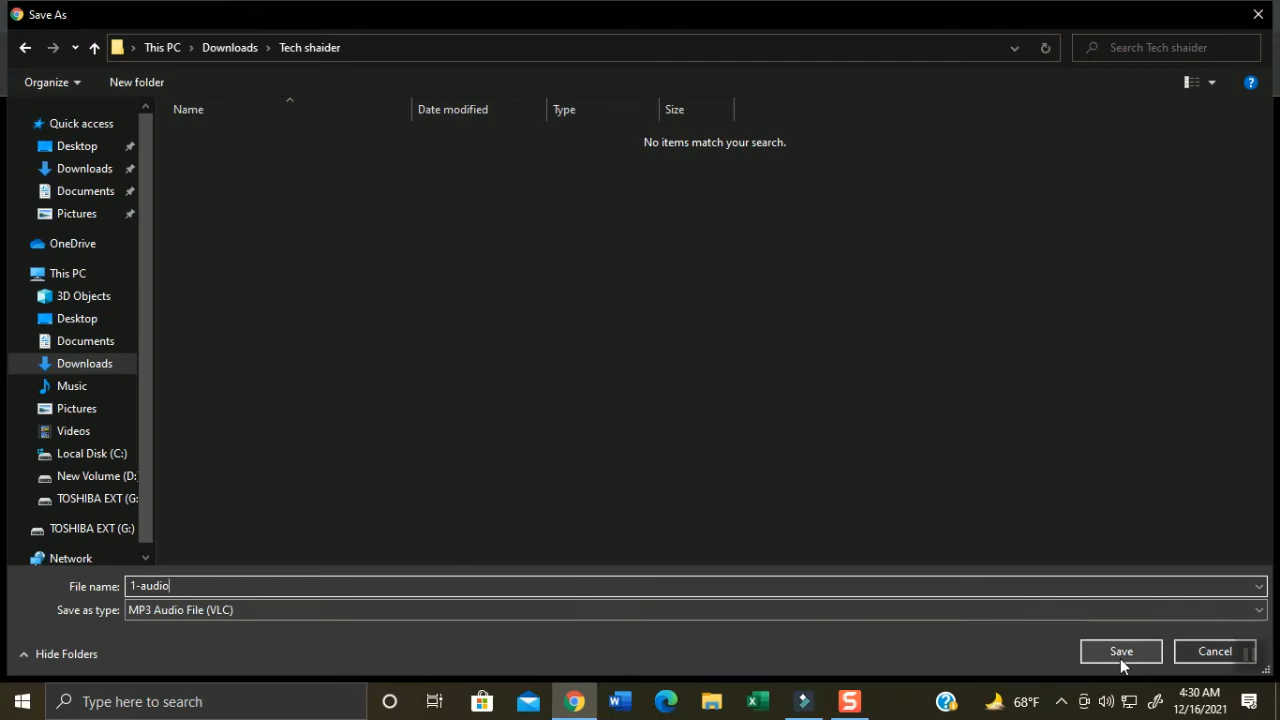 Save As
This PC > Downloads > Tech shaider
Search Tech shaider
Organize
New folder
Name
Date modified
Type
Size
No items match your search.
Quick access
Desktop
Downloads
Documents
Pictures
OneDrive
This PC
3D Objects
Desktop
Documents
Downloads
Music
Pictures
Videos
Local Disk (C:)
New Volume (D:
TOSHIBA EXT (G:
TOSHIBA EXT (G:)
Network
File name: 1-audio
Save as type: MP3 Audio File (VLC)
Hide Folders
Save
Cancel
Type here to search
68°F
4:30 AM
12/16/2021